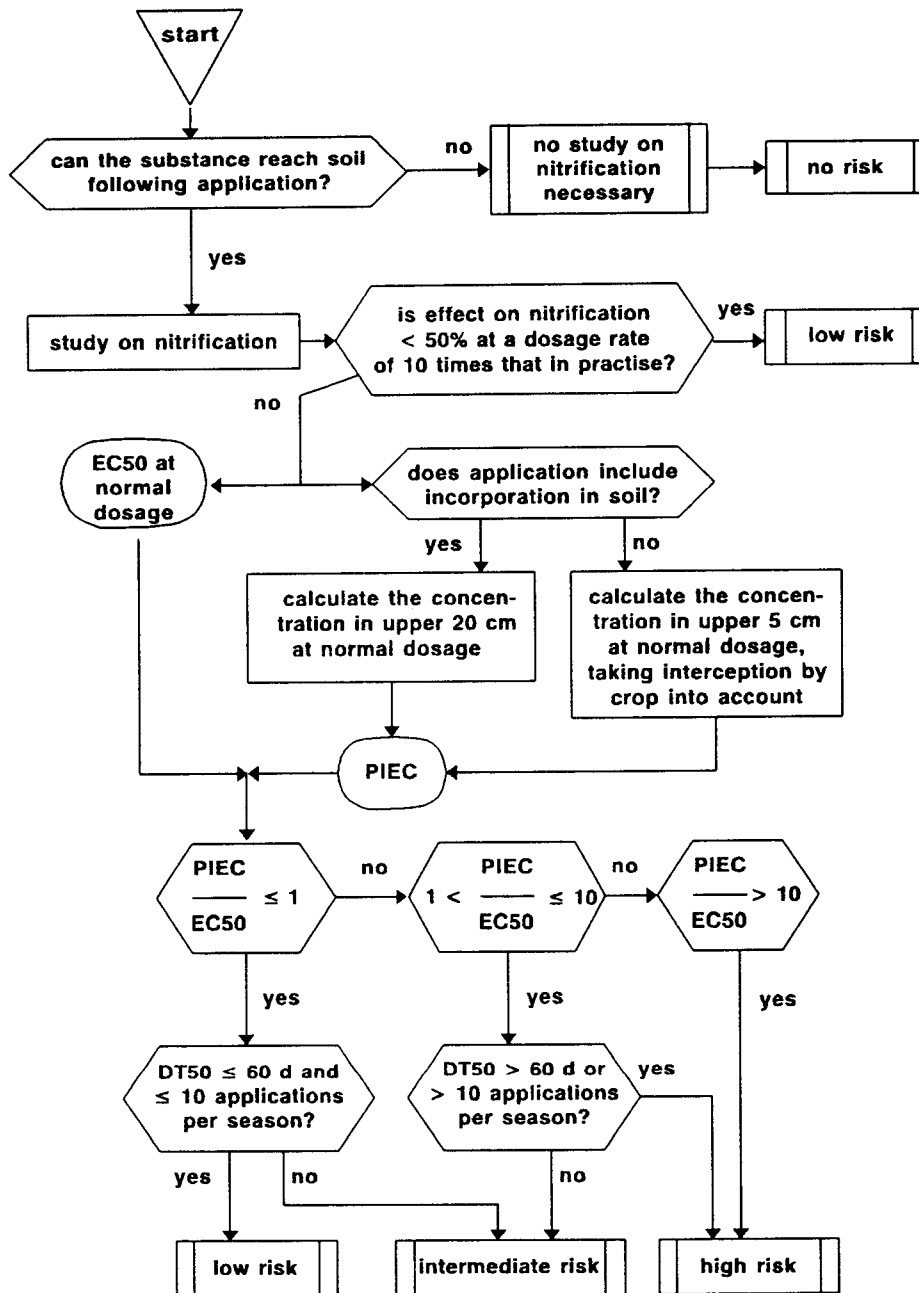 start
can the substance reach soil
following application?
no
no study on
nitrification
necessary
no risk
yes
study on nitrification
is effect on nitrification
< 50% at a dosage rate
of 10 times that in practise?
yes
low risk
no
EC50 at
normal
dosage
does application include
incorporation in soil?
yes
no
calculate the concen-
tration in upper 20 cm
at normal dosage
calculate the concen-
tration in upper 5 cm
at normal dosage,
taking interception by
crop into account
PIEC
PIEC
EC50
≤ 1
no
1 <
PIEC
EC50
≤ 10
no
PIEC
EC50
> 10
yes
yes
yes
DT50 ≤ 60 d and
≤ 10 applications
per season?
DT50 > 60 d or
> 10 applications
per season?
yes
yes
no
no
low risk
intermediate risk
high risk